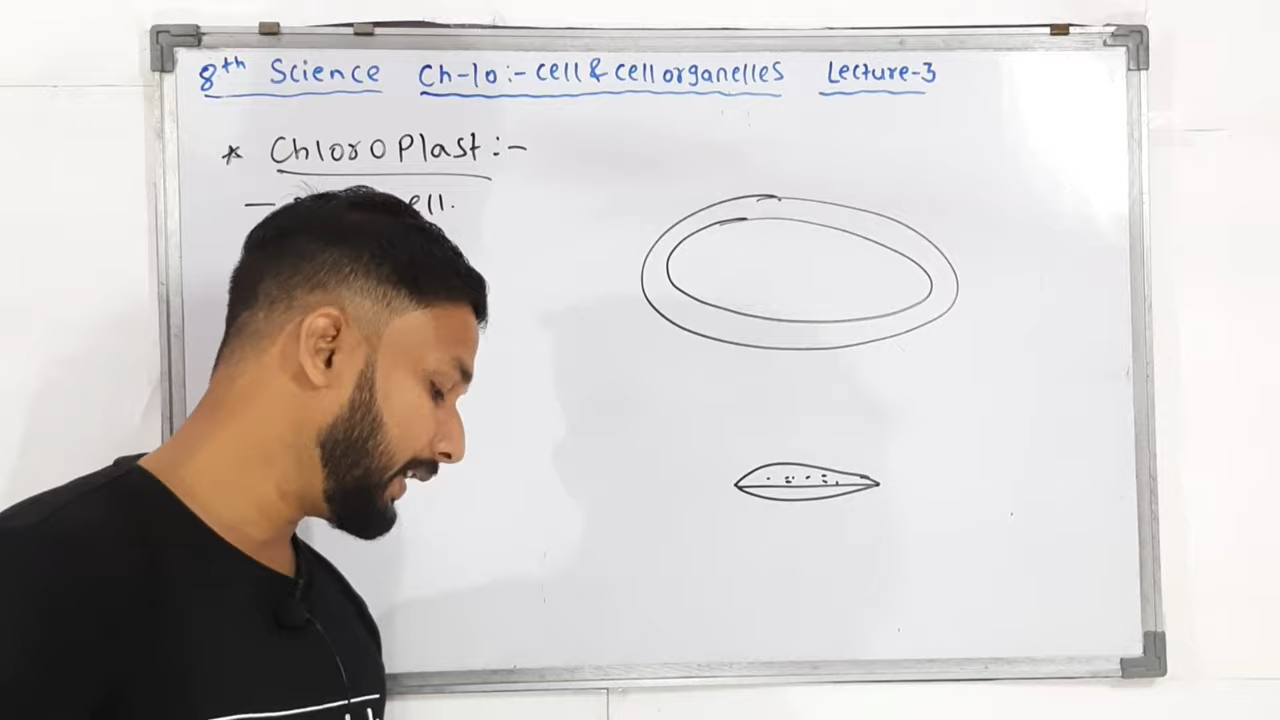 8th Science Ch-10:- cell & cell organelles Lecture-3
* Chloroplast:-